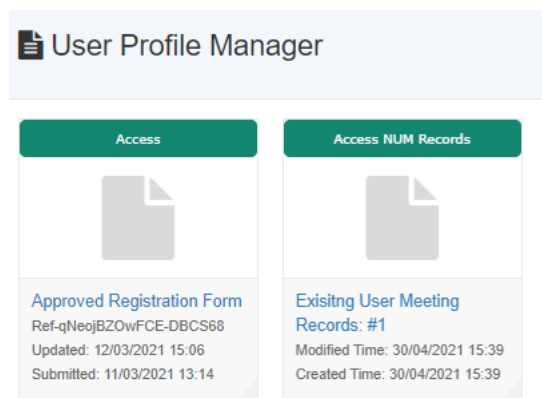 User Profile Manager
Access
Approved Registration Form
Ref-qNeojBZOwFCE-DBCS68
Updated: 12/03/2021 15:06
Submitted: 11/03/2021 13:14
Access NUM Records
Exisitng User Meeting
Records: #1
Modified Time: 30/04/2021 15:39
Created Time: 30/04/2021 15:39